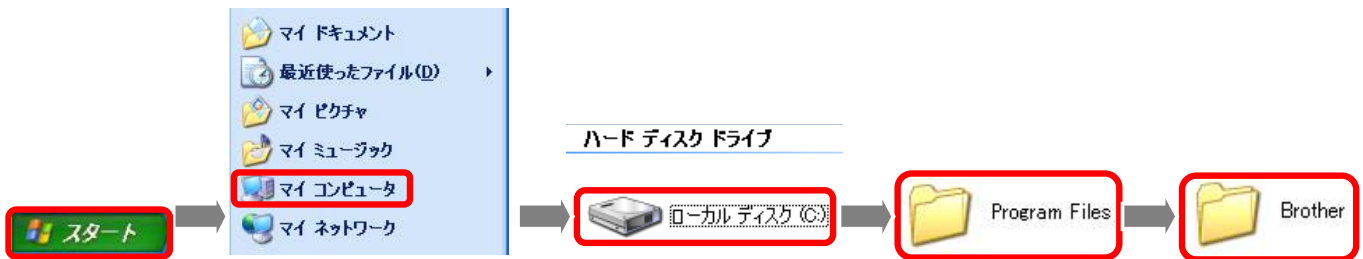 スタート
マイ ドキュメント
最近使ったファイル(D)
マイ ピクチャ
マイ ミュージック
マイ コンピュータ
マイ ネットワーク
ハード ディスク ドライブ
ローカル ディスク (C:)
Program Files
Brother